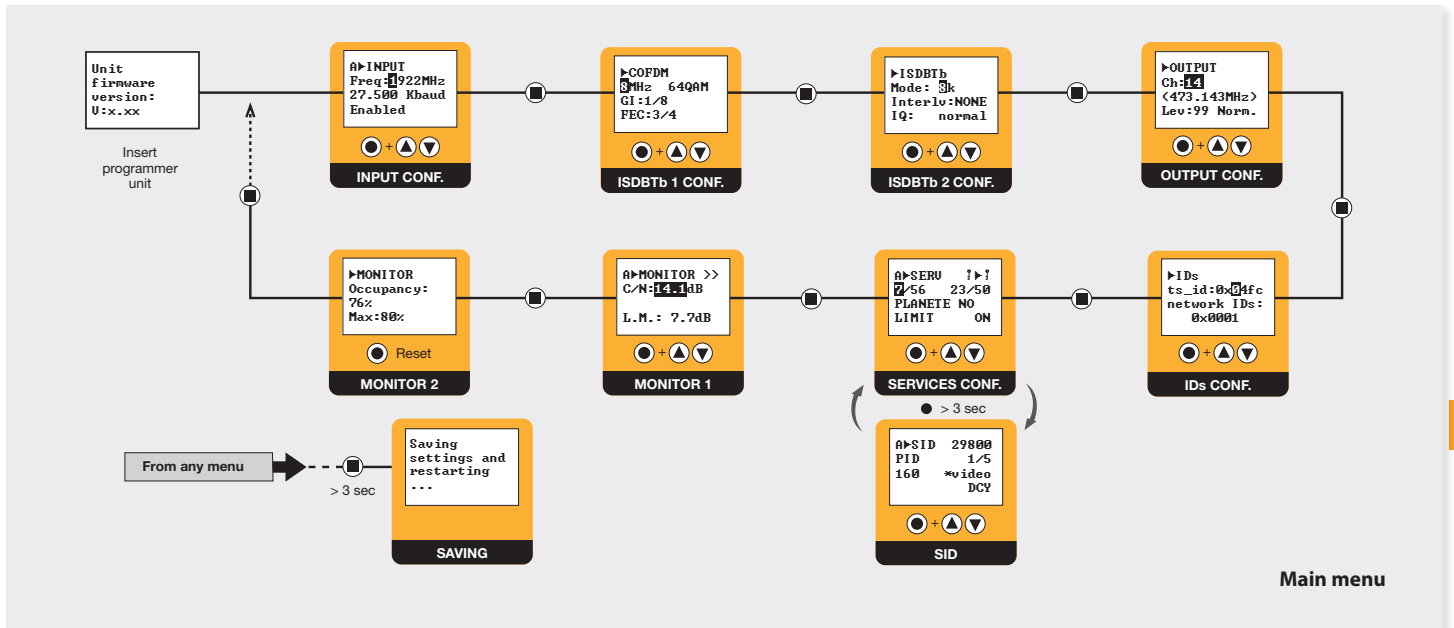 Unit
firmware
version:
V:x.xx
Insert
programmer
unit
A▶INPUT
Freq:1922MHz
27.500 Kbaud
Enabled
+
INPUT CONF.
▶COFDM
8MHz 64QAM
GI:1/8
FEC:3/4
+
ISDBTb 1 CONF.
▶ISDBTb
Mode: 8k
Interlv:NONE
IQ: normal
+
ISDBTb 2 CONF.
▶OUTPUT
Ch:14
(473.143MHz)
Lev:99 Norm.
+
OUTPUT CONF.
▶MONITOR
Occupancy:
76%
Max:80%
Reset
MONITOR 2
A▶MONITOR >>
C/N:14.1dB
L.M.: 7.7dB
+
MONITOR 1
A▶SERV
7/56 23/50
PLANETE NO
LIMIT ON
+
SERVICES CONF.
> 3 sec
▶IDs
ts_id:0x04fc
network IDs:
0x0001
+
IDs CONF.
From any menu
> 3 sec
Saving
settings and
restarting
...
SAVING
A▶SID 29800
PID 1/5
160 *video
DCY
+
SID
Main menu